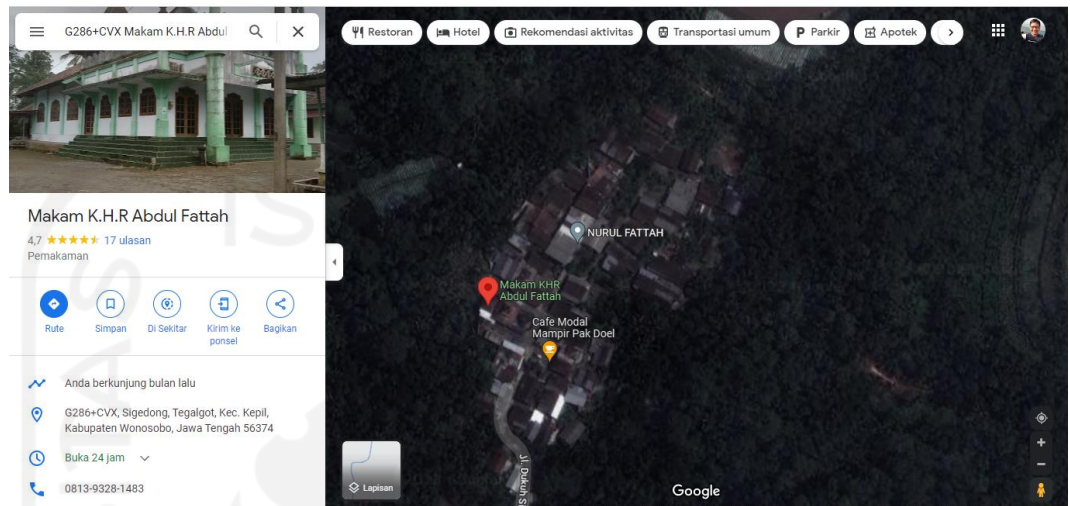 G286+CVX Makam K.H.R Abdul
Restoran
Hotel
Rekomendasi aktivitas
Transportasi umum
P Parkir
Apotek
Makam K.H.R Abdul Fattah
4,7 17 ulasan
Pemakaman
Rute
Simpan
Di Sekitar
Kirim ke
ponsel
Bagikan
Anda berkunjung bulan lalu
G286+CVX, Sigedong, Tegalgot, Kec. Kepil,
Kabupaten Wonosobo, Jawa Tengah 56374
Buka 24 jam
0813-9328-1483
NURUL FATTAH
Makam KHR
Abdul Fattah
Cafe Modal
Mampir Pak Doel
Jl. Dukuh
Lapisan
Google